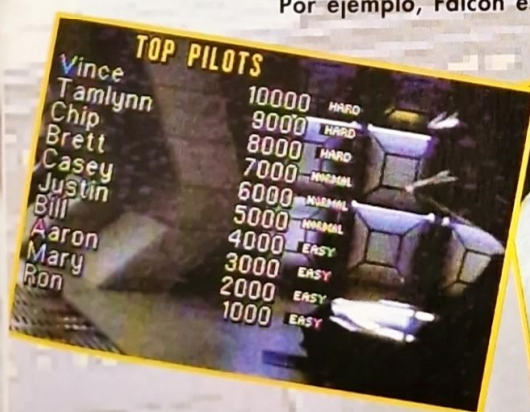 Por ejemplo, Falcon
TOP PILOTS
Vince 10000 HARD
Tamlynn 9000 HARD
Chip 8000 HARD
Brett 7000 NORMAL
Casey 6000 NORMAL
Justin 5000 NORMAL
Bill 4000 EASY
Aaron 3000 EASY
Mary 2000 EASY
Ron 1000 EASY